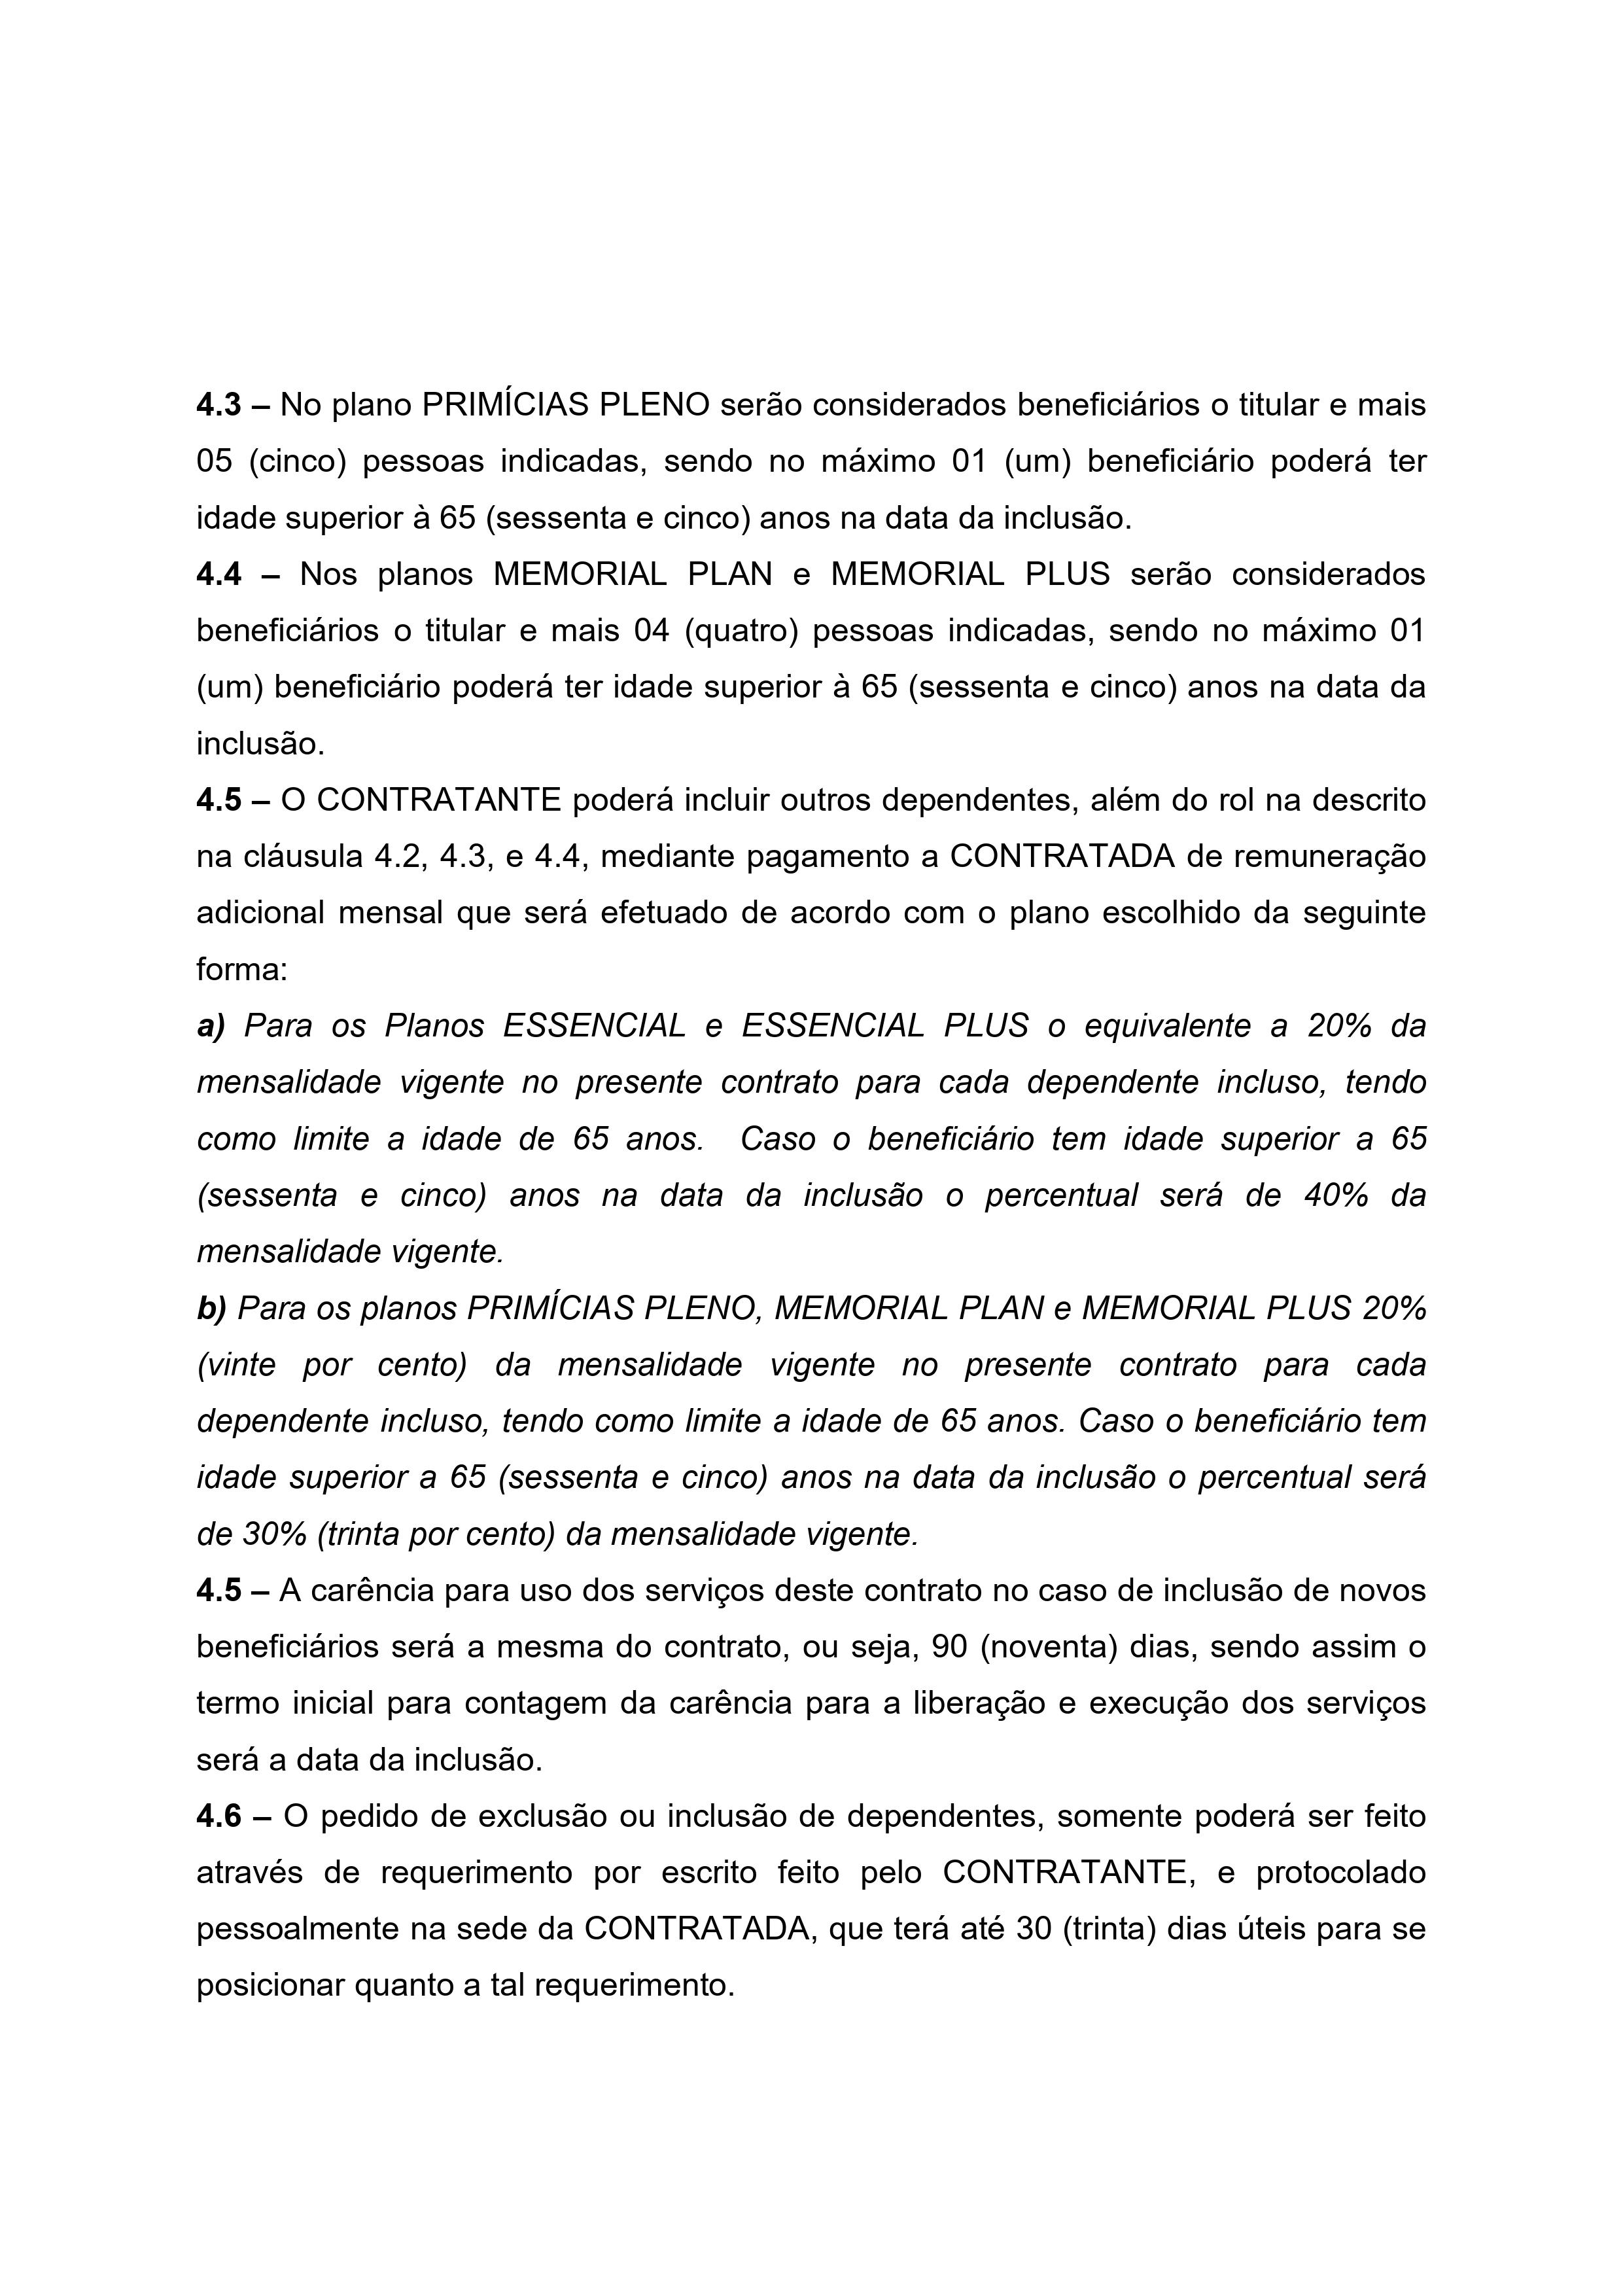 4.3 – No plano PRIMÍCIAS PLENO serão considerados beneficiários o titular e mais
05 (cinco) pessoas indicadas, sendo no máximo 01 (um) beneficiário poderá ter
idade superior à 65 (sessenta e cinco) anos na data da inclusão.
4.4 – Nos planos MEMORIAL PLAN e MEMORIAL PLUS serão considerados
beneficiários o titular e mais 04 (quatro) pessoas indicadas, sendo no máximo 01
(um) beneficiário poderá ter idade superior à 65 (sessenta e cinco) anos na data da
inclusão.
4.5 – O CONTRATANTE poderá incluir outros dependentes, além do rol na descrito
na cláusula 4.2, 4.3, e 4.4, mediante pagamento a CONTRATADA de remuneração
adicional mensal que será efetuado de acordo com o plano escolhido da seguinte
forma:
a) Para os Planos ESSENCIAL e ESSENCIAL PLUS o equivalente a 20% da
mensalidade vigente no presente contrato para cada dependente incluso, tendo
como limite a idade de 65 anos. Caso o beneficiário tem idade superior a 65
(sessenta e cinco) anos na data da inclusão o percentual será de 40% da
mensalidade vigente.
b) Para os planos PRIMÍCIAS PLENO, MEMORIAL PLAN e MEMORIAL PLUS 20%
(vinte por cento) da mensalidade vigente no presente contrato para cada
dependente incluso, tendo como limite a idade de 65 anos. Caso o beneficiário tem
idade superior a 65 (sessenta e cinco) anos na data da inclusão o percentual será
de 30% (trinta por cento) da mensalidade vigente.
4.5 – A carência para uso dos serviços deste contrato no caso de inclusão de novos
beneficiários será a mesma do contrato, ou seja, 90 (noventa) dias, sendo assim o
termo inicial para contagem da carência para a liberação e execução dos serviços
será a data da inclusão.
4.6 – O pedido de exclusão ou inclusão de dependentes, somente poderá ser feito
através de requerimento por escrito feito pelo CONTRATANTE, e protocolado
pessoalmente na sede da CONTRATADA, que terá até 30 (trinta) dias úteis para se
posicionar quanto a tal requerimento.